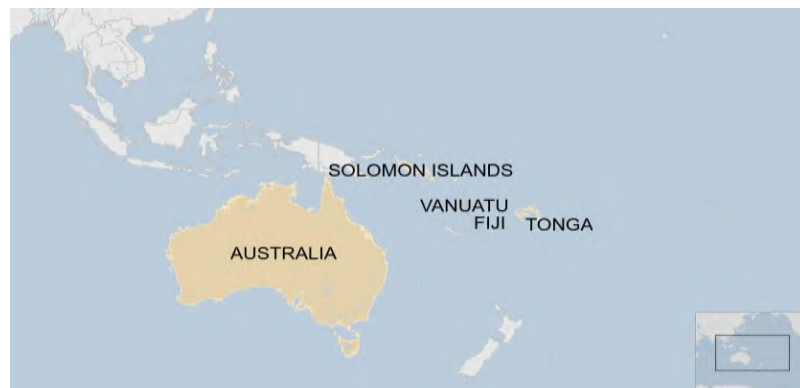 SOLOMON ISLANDS
VANUATU
FIJI
TONGA
AUSTRALIA